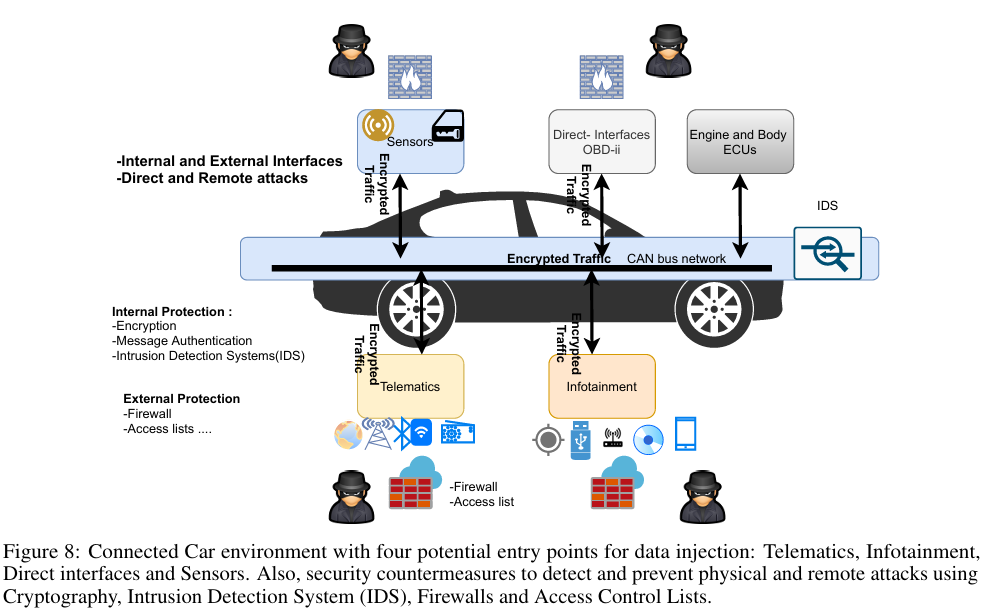 Sensors
Direct- Interfaces
OBD-ii
Engine and Body
ECUs
-Internal and External Interfaces
-Direct and Remote attacks
Encrypted
Traffic
Encrypted
Traffic
IDS
Encrypted Traffic
CAN bus network
Internal Protection :
-Encryption
-Message Authentication
-Intrusion Detection Systems(IDS)
Encrypted
Traffic
Encrypted
Traffic
Telematics
Infotainment
External Protection
-Firewall
-Access lists ....
-Firewall
-Access list
Figure 8: Connected Car environment with four potential entry points for data injection: Telematics, Infotainment,
Direct interfaces and Sensors. Also, security countermeasures to detect and prevent physical and remote attacks using
Cryptography, Intrusion Detection System (IDS), Firewalls and Access Control Lists.